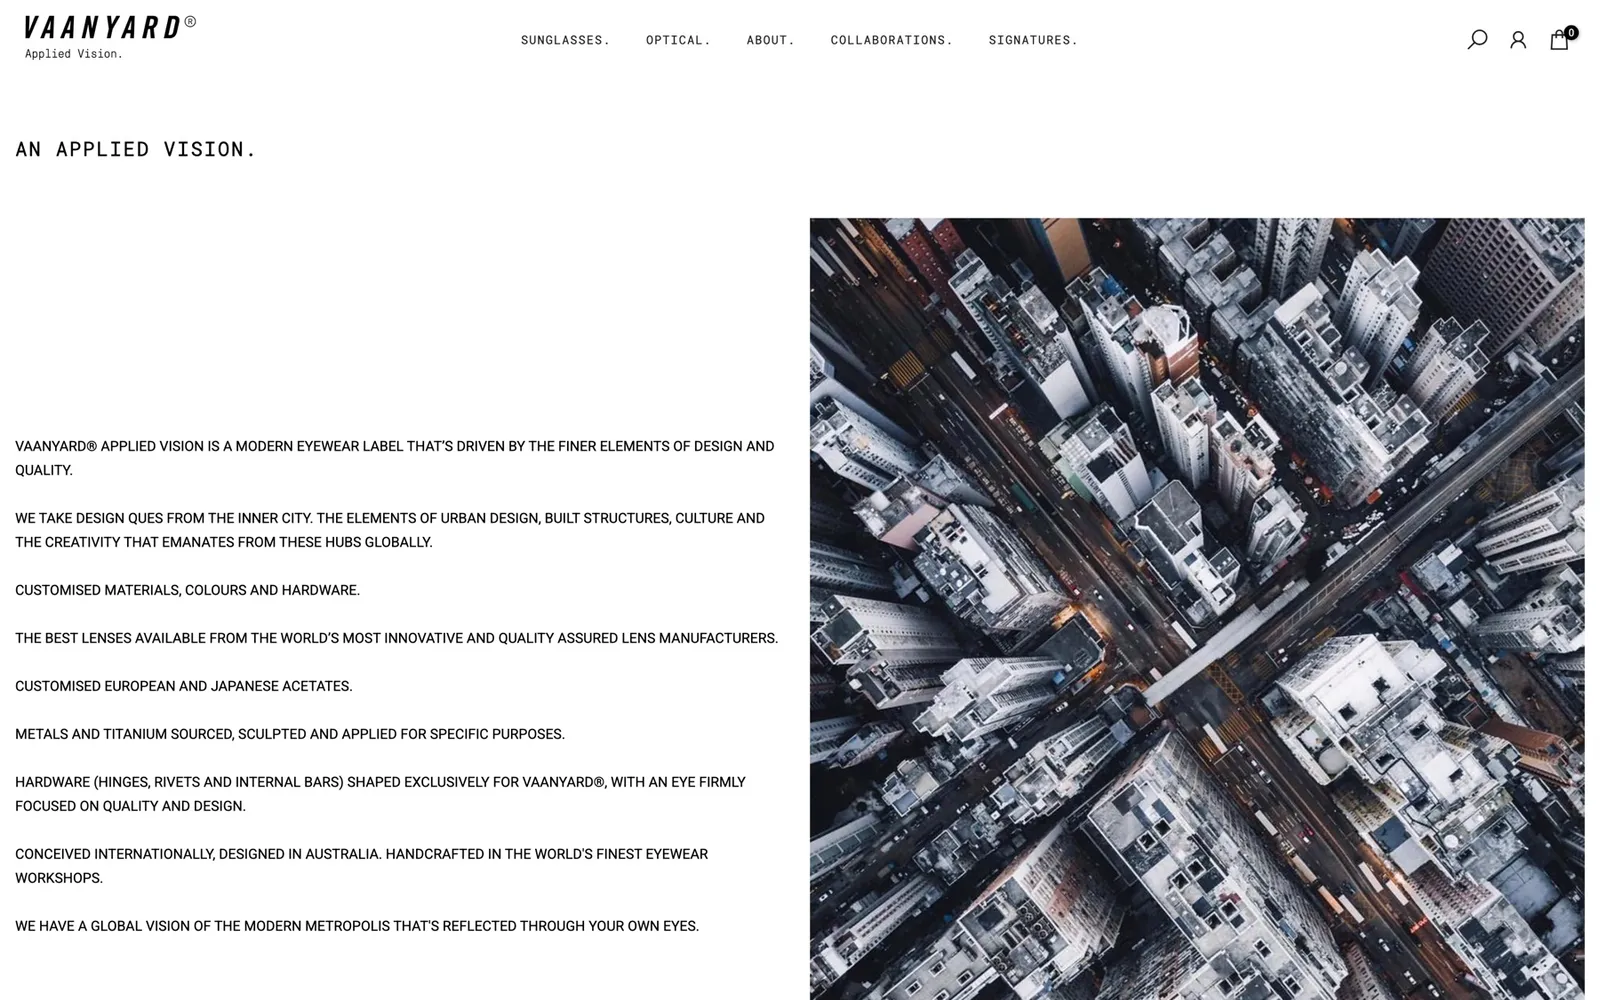 VAANYARD®
Applied Vision.
SUNGLASSES. OPTICAL. ABOUT. COLLABORATIONS. SIGNATURES.
0
AN APPLIED VISION.
VAANYARD® APPLIED VISION IS A MODERN EYEWEAR LABEL THAT’S DRIVEN BY THE FINER ELEMENTS OF DESIGN AND
QUALITY.
WE TAKE DESIGN QUES FROM THE INNER CITY. THE ELEMENTS OF URBAN DESIGN, BUILT STRUCTURES, CULTURE AND
THE CREATIVITY THAT EMANATES FROM THESE HUBS GLOBALLY.
CUSTOMISED MATERIALS, COLOURS AND HARDWARE.
THE BEST LENSES AVAILABLE FROM THE WORLD’S MOST INNOVATIVE AND QUALITY ASSURED LENS MANUFACTURERS.
CUSTOMISED EUROPEAN AND JAPANESE ACETATES.
METALS AND TITANIUM SOURCED, SCULPTED AND APPLIED FOR SPECIFIC PURPOSES.
HARDWARE (HINGES, RIVETS AND INTERNAL BARS) SHAPED EXCLUSIVELY FOR VAANYARD®, WITH AN EYE FIRMLY
FOCUSED ON QUALITY AND DESIGN.
CONCEIVED INTERNATIONALLY, DESIGNED IN AUSTRALIA. HANDCRAFTED IN THE WORLD'S FINEST EYEWEAR
WORKSHOPS.
WE HAVE A GLOBAL VISION OF THE MODERN METROPOLIS THAT'S REFLECTED THROUGH YOUR OWN EYES.